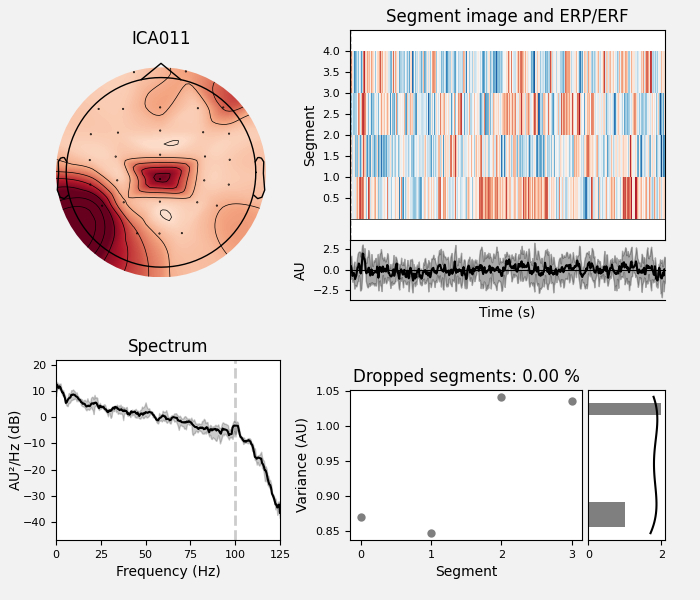 ICA011
Segment image and ERP/ERF
Segment
4.0
3.5
3.0
2.5
2.0
1.5
1.0
0.5
AU
2.5
0.0
−2.5
Time (s)
Spectrum
AU²/Hz (dB)
20
10
0
−10
−20
−30
−40
0 25 50 75 100 125
Frequency (Hz)
Dropped segments: 0.00 %
Variance (AU)
1.05
1.00
0.95
0.90
0.85
0 1 2 3
Segment
0 2